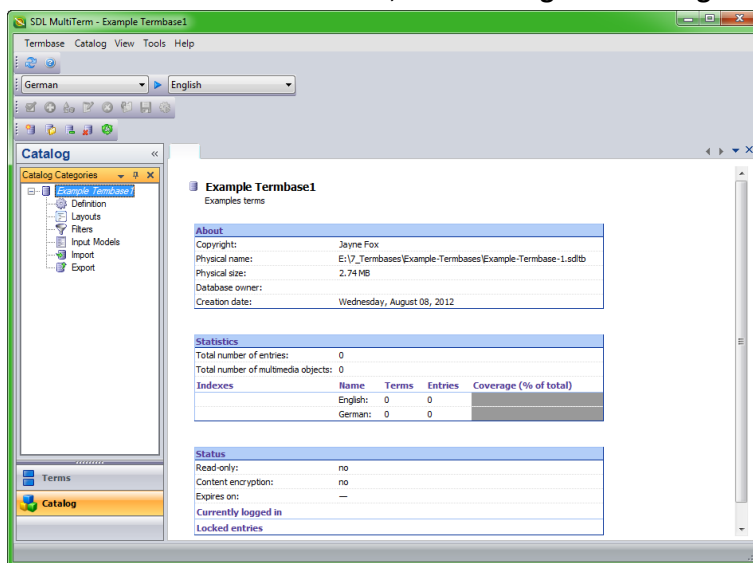 SDL MultiTerm - Example Termbase1
Termbase Catalog View Tools Help
German English
Catalog «
Catalog Categories
Example Termbase1
Definition
Layouts
Filters
Input Models
Import
Export
Terms
Catalog
Example Termbase1
Examples terms
About
Copyright: Jayne Fox
Physical name: E:\7_Termbases\Example-Termbases\Example-Termbase-1.sdltb
Physical size: 2.74 MB
Database owner:
Creation date: Wednesday, August 08, 2012
Statistics
Total number of entries: 0
Total number of multimedia objects: 0
Indexes Name Terms Entries Coverage (% of total)
English: 0 0
German: 0 0
Status
Read-only: no
Content encryption: no
Expires on: —
Currently logged in
Locked entries